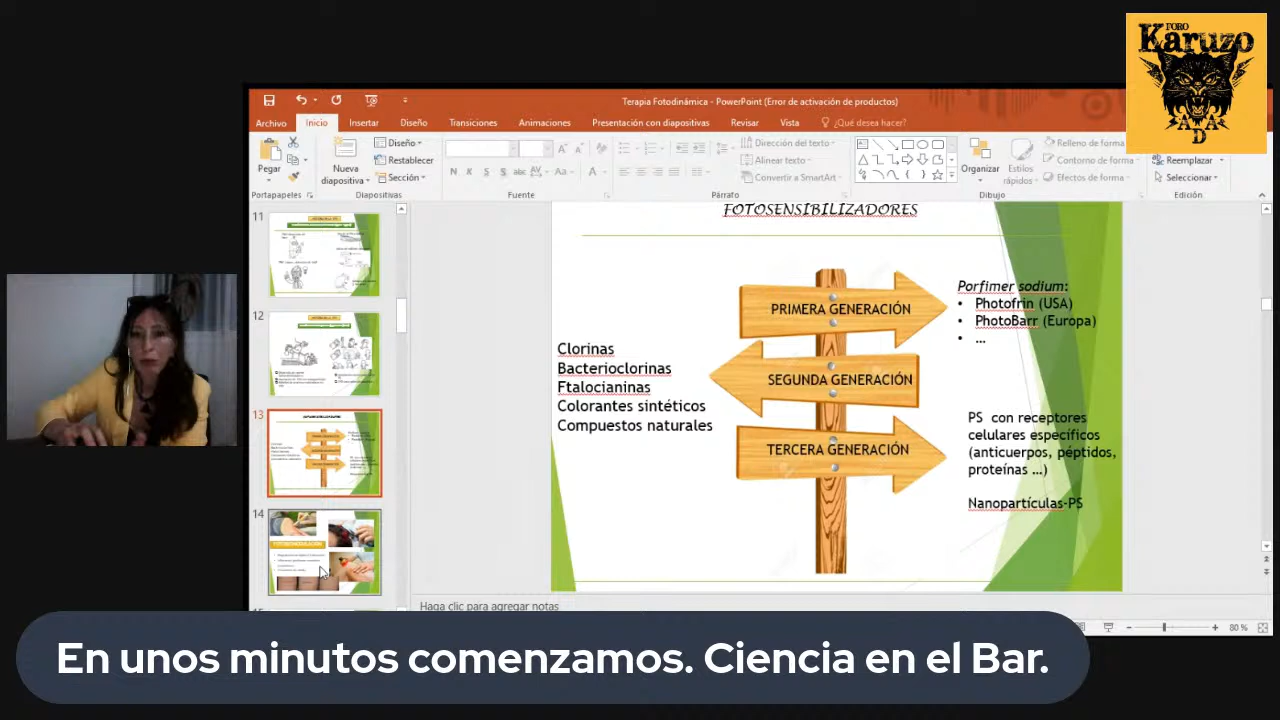 FORO
Karuzo
Terapia Fotodinámica - PowerPoint (Error de activación de productos)
Archivo Inicio Insertar Diseño Transiciones Animaciones Presentación con diapositivas Revisar Vista ¿Qué desea hacer?
Pegar
Nueva diapositiva
Diseño
Restablecer
Sección
N K S S abc AV Aa A
Dirección del texto
Alinear texto
Convertir a SmartArt
Organizar
Estilos rápidos
Relleno de forma
Contorno de forma
Efectos de forma
Reemplazar
Seleccionar
Portapapeles Diapositivas Fuente Párrafo Dibujo Edición
11
12
13
14
FOTOSENSIBILIZADORES
PRIMERA GENERACIÓN
Porfimer sodium:
• Photofrin (USA)
• PhotoBarr (Europa)
• ...
SEGUNDA GENERACIÓN
Clorinas
Bacterioclorinas
Ftalocianinas
Colorantes sintéticos
Compuestos naturales
TERCERA GENERACIÓN
PS con receptores
celulares específicos
(anticuerpos, péptidos,
proteínas ...)
Nanopartículas-PS
Haga clic para agregar notas
80 %
En unos minutos comenzamos. Ciencia en el Bar.